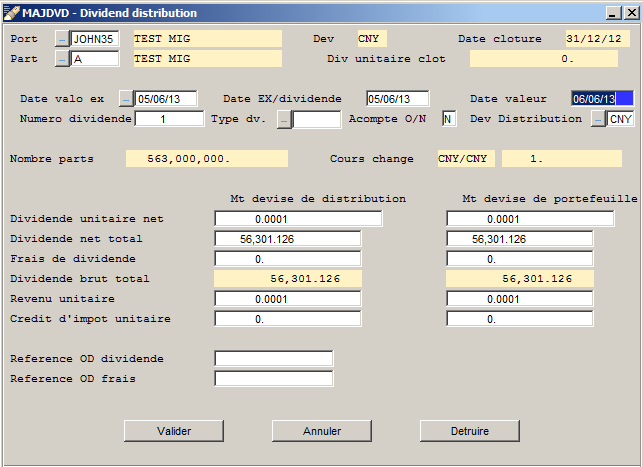 MAJDVD - Dividend distribution
Port ... JOHN35 TEST MIG Dev CNY Date cloture 31/12/12
Part ... A TEST MIG Div unitaire clot 0.
Date valo ex ... 05/06/13 Date EX/dividende 05/06/13 Date valeur 06/06/13
Numero dividende 1 Type dv. ... Acompte O/N N Dev Distribution ... CNY
Nombre parts 563,000,000. Cours change CNY/CNY 1.
Mt devise de distribution Mt devise de portefeuille
Dividende unitaire net 0.0001 0.0001
Dividende net total 56,301.126 56,301.126
Frais de dividende 0. 0.
Dividende brut total 56,301.126 56,301.126
Revenu unitaire 0.0001 0.0001
Credit d'impot unitaire 0. 0.
Reference OD dividende
Reference OD frais
Valider Annuler Detruire